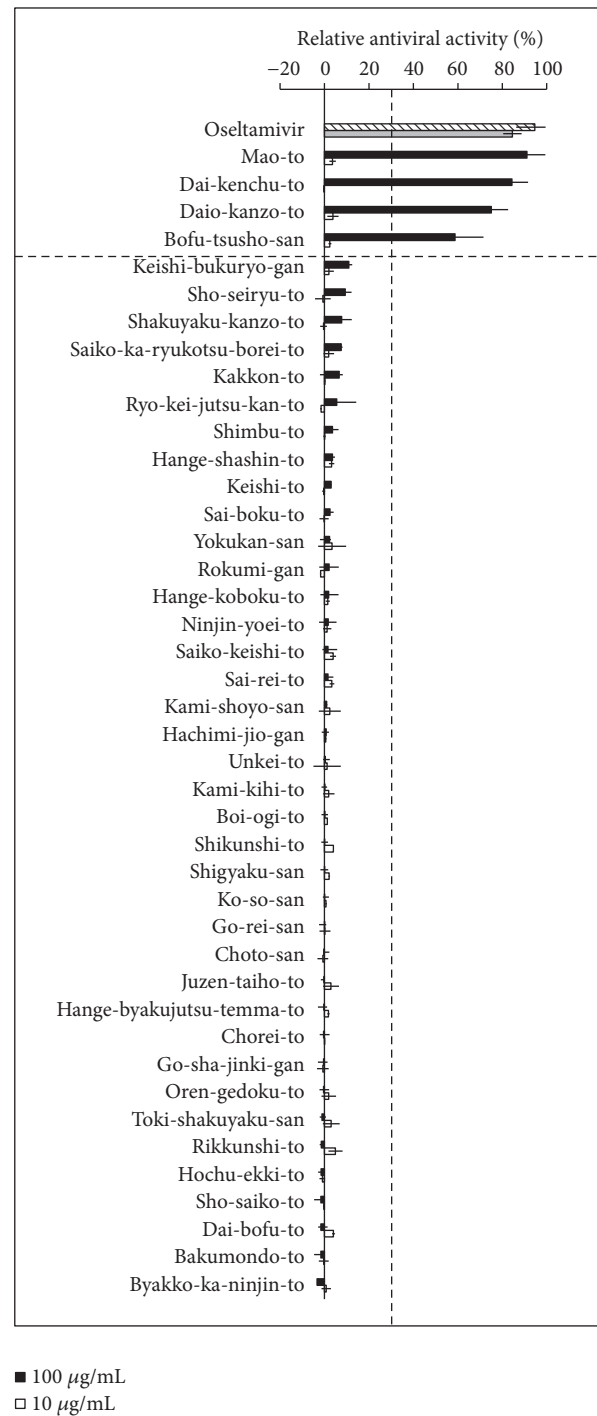 Relative antiviral activity (%)
−20 0 20 40 60 80 100
Oseltamivir
Mao-to
Dai-kenchu-to
Daio-kanzo-to
Bofu-tsusho-san
Keishi-bukuryo-gan
Sho-seiryu-to
Shakuyaku-kanzo-to
Saiko-ka-ryukotsu-borei-to
Kakkon-to
Ryo-kei-jutsu-kan-to
Shimbu-to
Hange-shashin-to
Keishi-to
Sai-boku-to
Yokukan-san
Rokumi-gan
Hange-koboku-to
Ninjin-yoei-to
Saiko-keishi-to
Sai-rei-to
Kami-shoyo-san
Hachimi-jio-gan
Unkei-to
Kami-kihi-to
Boi-ogi-to
Shikunshi-to
Shigyaku-san
Ko-so-san
Go-rei-san
Choto-san
Juzen-taiho-to
Hange-byakujutsu-temma-to
Chorei-to
Go-sha-jinki-gan
Oren-gedoku-to
Toki-shakuyaku-san
Rikkunshi-to
Hochu-ekki-to
Sho-saiko-to
Dai-bofu-to
Bakumondo-to
Byakko-ka-ninjin-to
100 μg/mL
10 μg/mL